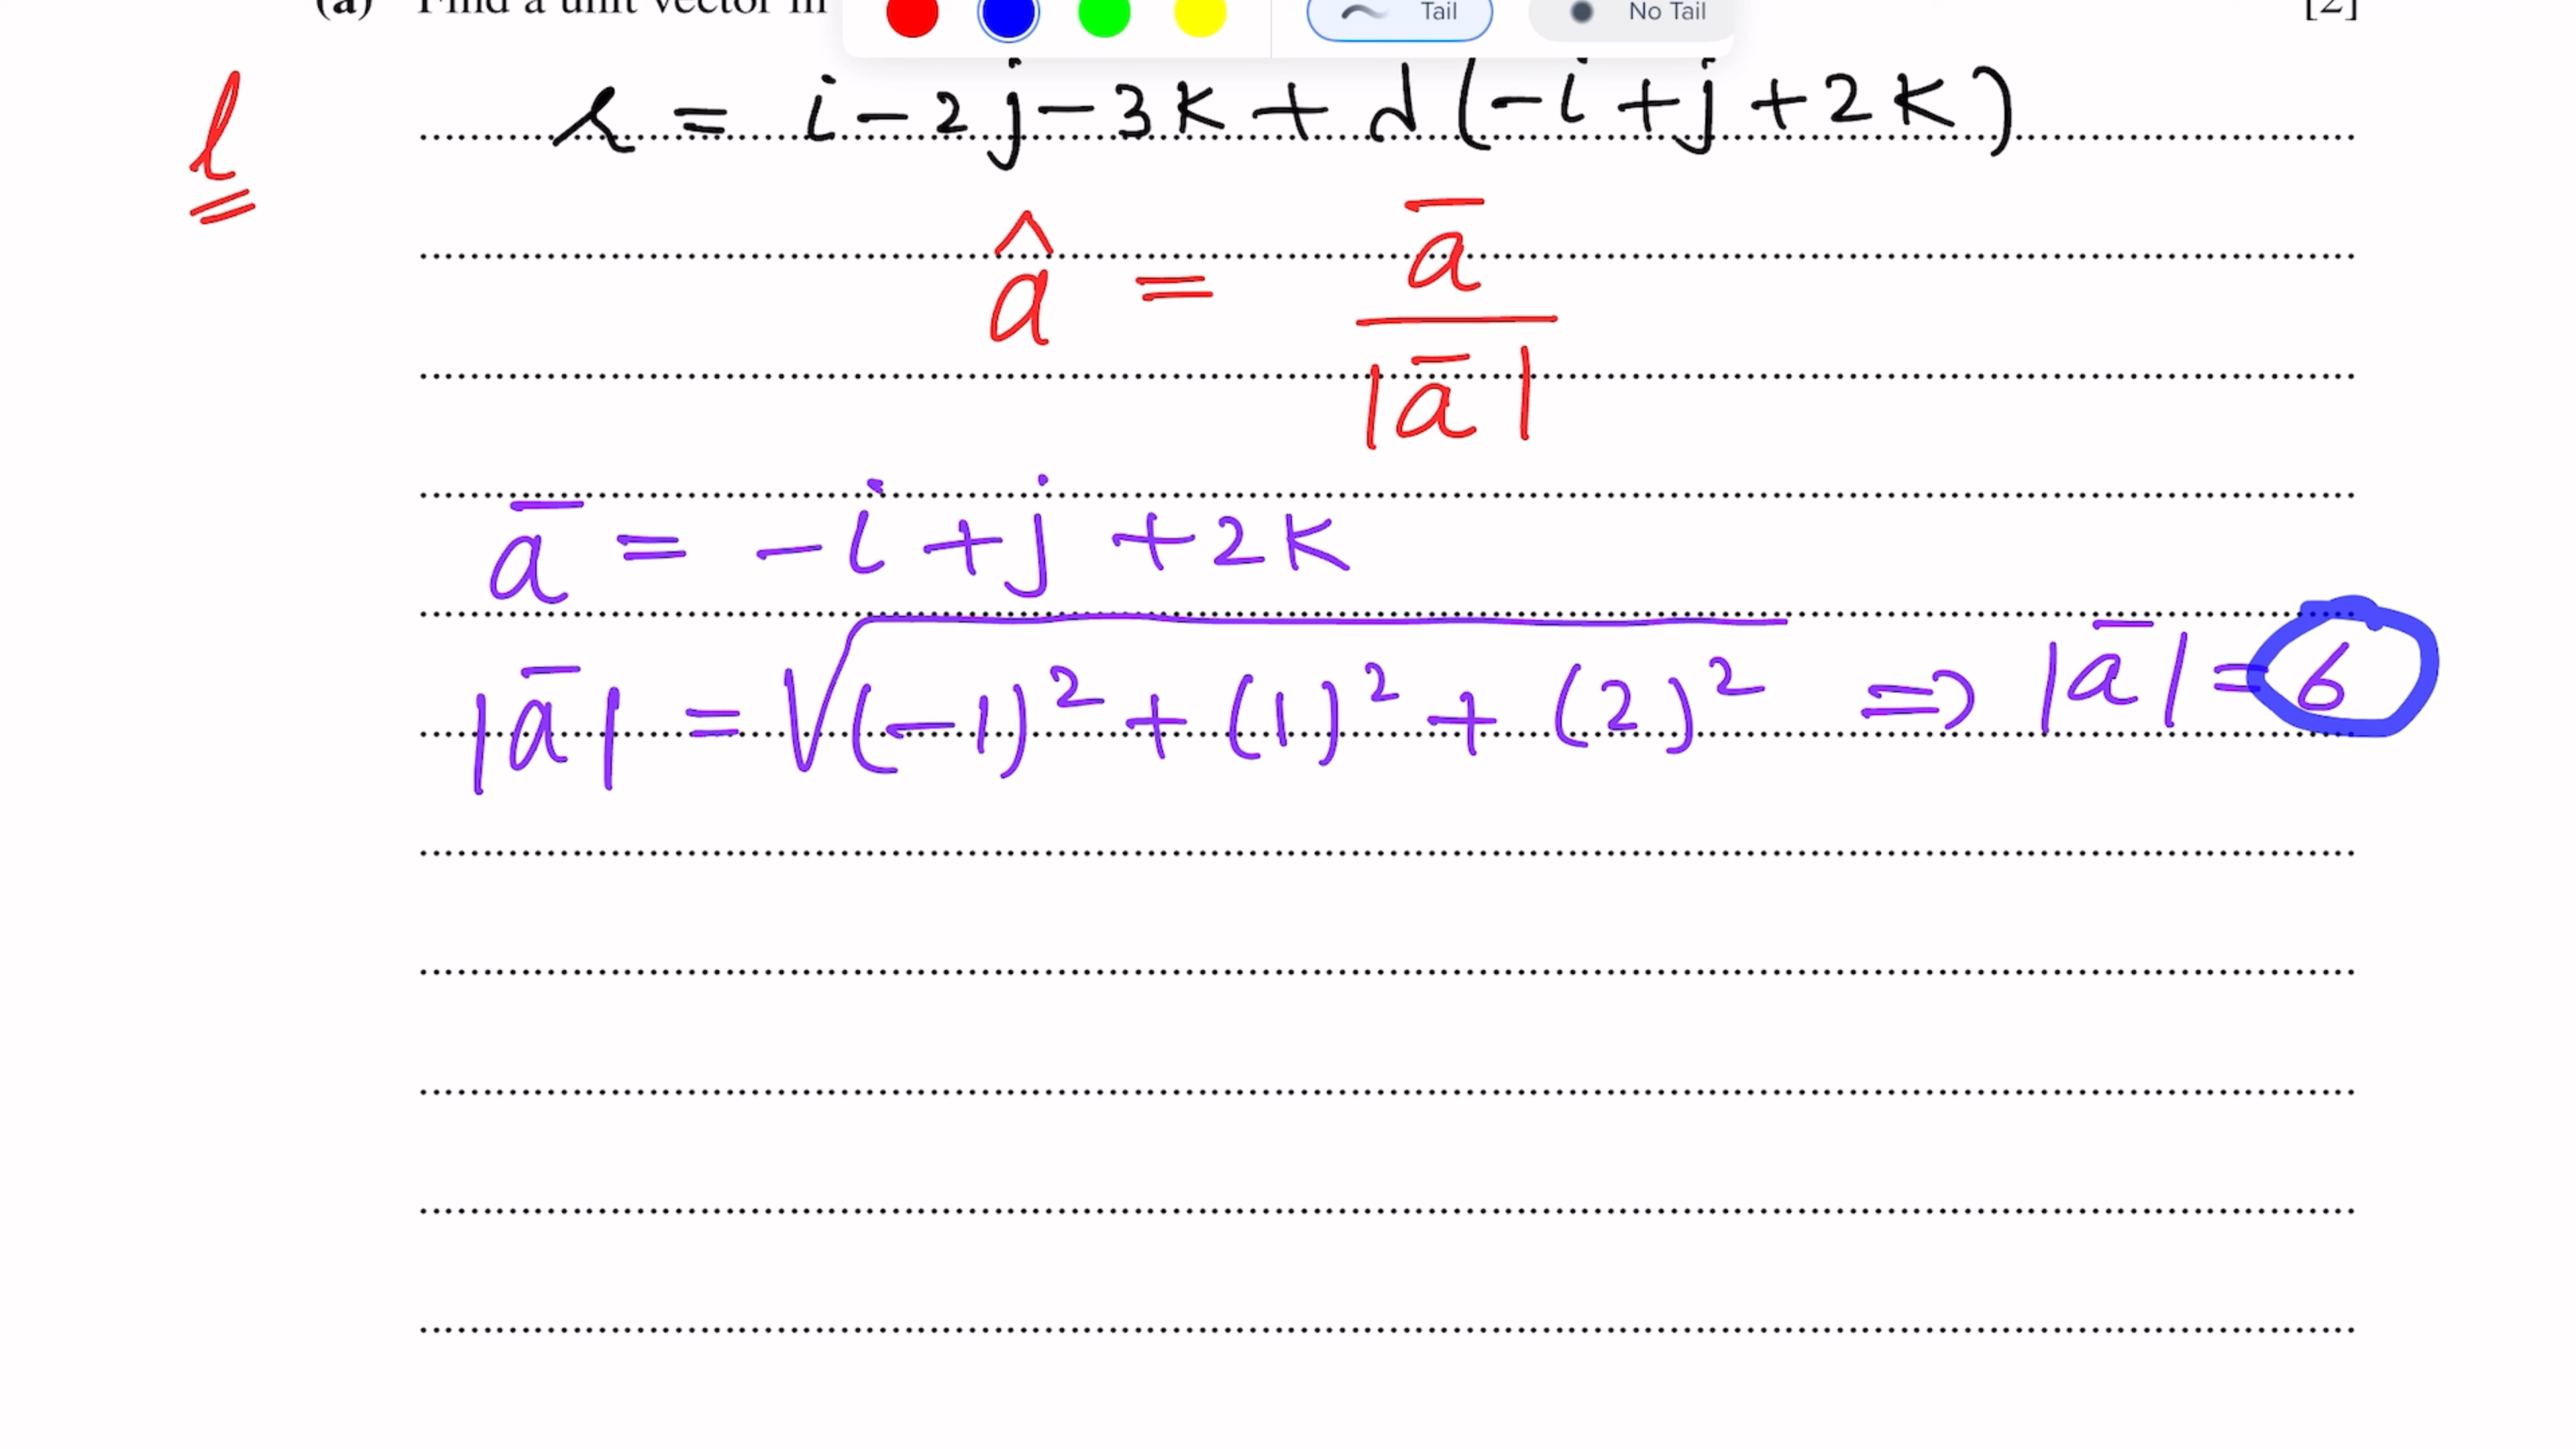 (a) Find a unit vector in [2]
Tail No Tail
l
r = i - 2j - 3k + λ(-i + j + 2k)
â = ā / |ā|
ā = -i + j + 2k
|ā| = √((-1)² + (1)² + (2)²) ⇒ |ā| = 6